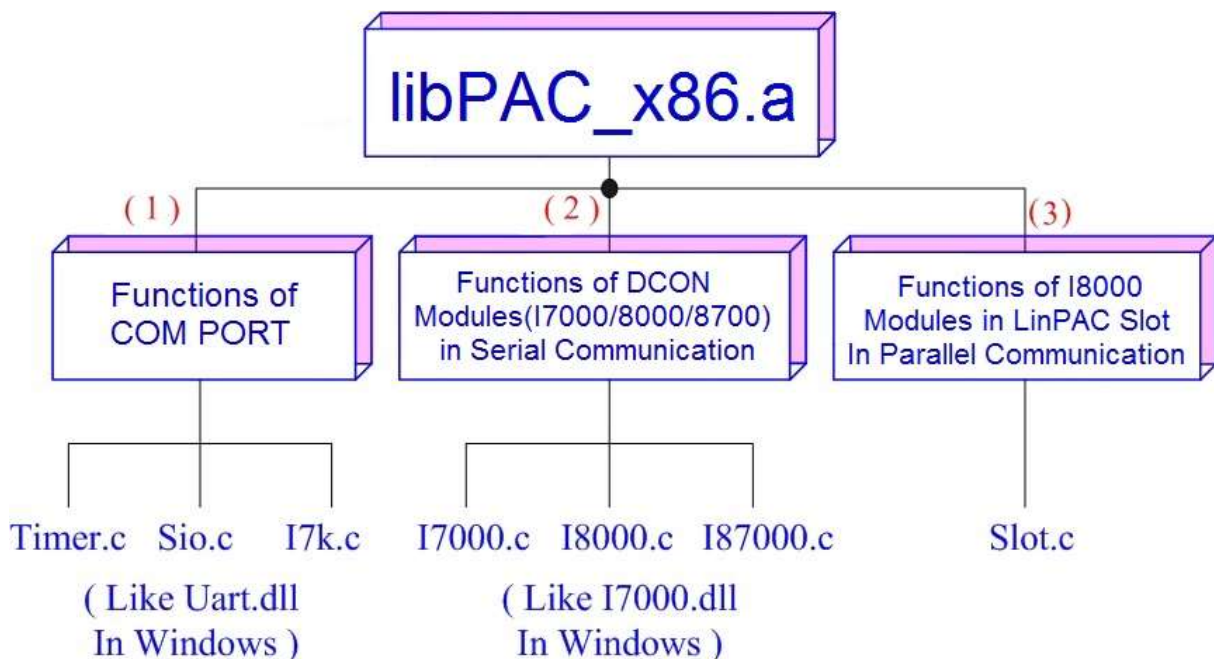 libPAC_x86.a
( 1 )
( 2 )
(3)
Functions of
COM PORT
Functions of DCON
Modules(I7000/8000/8700)
in Serial Communication
Functions of I8000
Modules in LinPAC Slot
In Parallel Communication
Timer.c
Sio.c
I7k.c
I7000.c
I8000.c
I87000.c
Slot.c
( Like Uart.dll
In Windows )
( Like I7000.dll
In Windows )